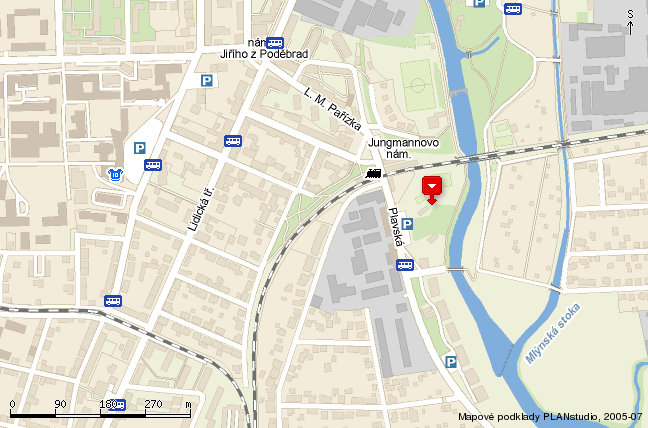 S
nám.
Jiřího z Poděbrad
P
L. M. Pařízka
P
Jungmannovo
nám.
Lidická tř.
Plavská
P
Mlýnská stoka
P
0 90 180 270 m
Mapové podklady PLANstudio, 2005-07